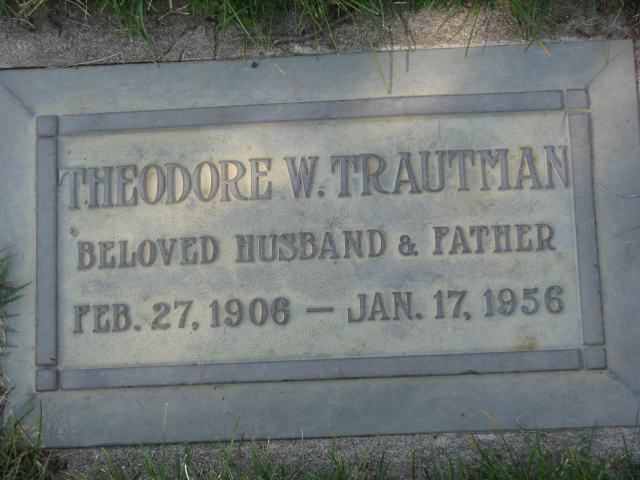 THEODORE W. TRAUTMAN
BELOVED HUSBAND & FATHER
FEB. 27, 1906 — JAN. 17, 1956